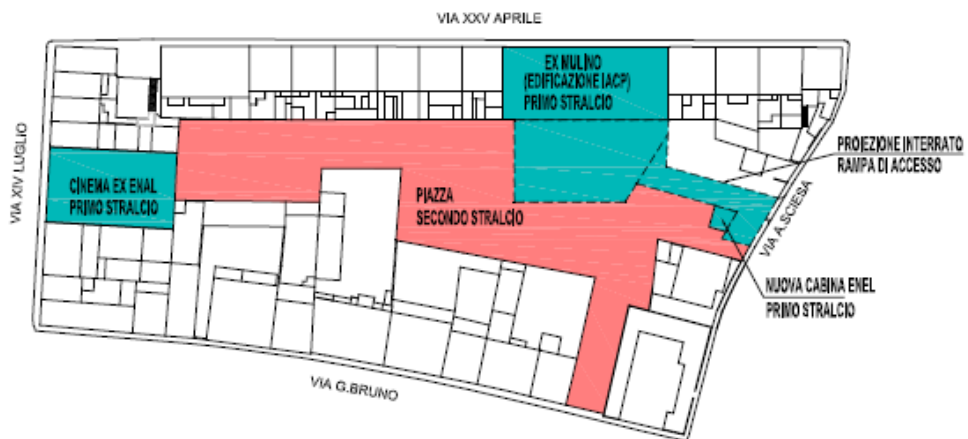 VIA XXV APRILE
EX MULINO
(EDIFICAZIONE IACP)
PRIMO STRALCIO
PROIEZIONE INTERRATO
RAMPA DI ACCESSO
VIA XIV LUGLIO
CINEMA EX ENAL
PRIMO STRALCIO
PIAZZA
SECONDO STRALCIO
VIA A.SCIESA
NUOVA CABINA ENEL
PRIMO STRALCIO
VIA G.BRUNO